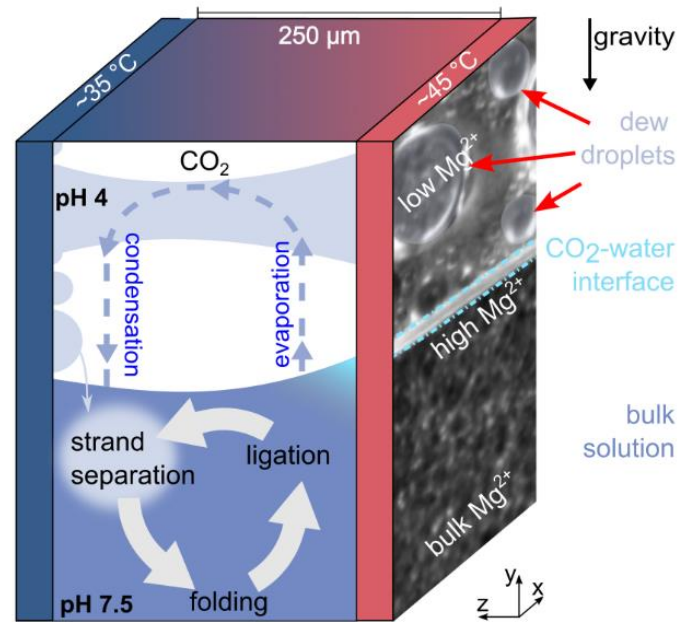 250 µm
~35 °C
~45 °C
gravity
CO₂
pH 4
condensation
evaporation
low Mg²⁺
dew
droplets
CO₂-water
interface
high Mg²⁺
strand
separation
ligation
folding
pH 7.5
bulk
solution
bulk Mg²⁺
y
x
z